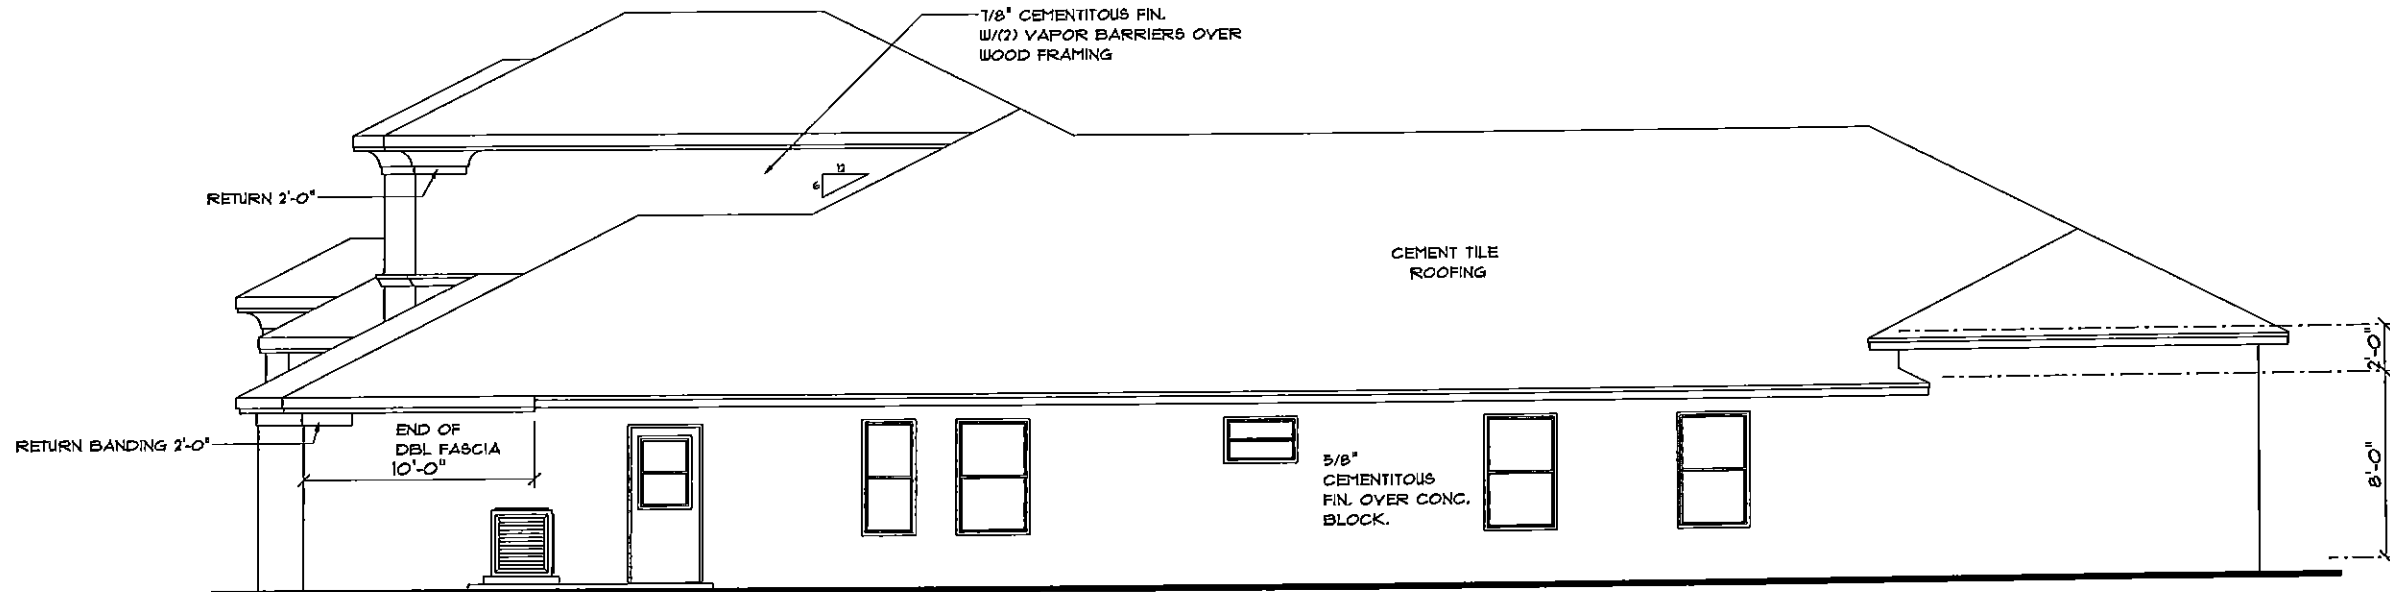 7/8" CEMENTITOUS FIN.
W/(2) VAPOR BARRIERS OVER
WOOD FRAMING
12
6
RETURN 2'-0"
CEMENT TILE
ROOFING
2'-0"
RETURN BANDING 2'-0"
END OF
DBL FASCIA
10'-0"
5/8"
CEMENTITOUS
FIN. OVER CONC.
BLOCK.
8'-0"